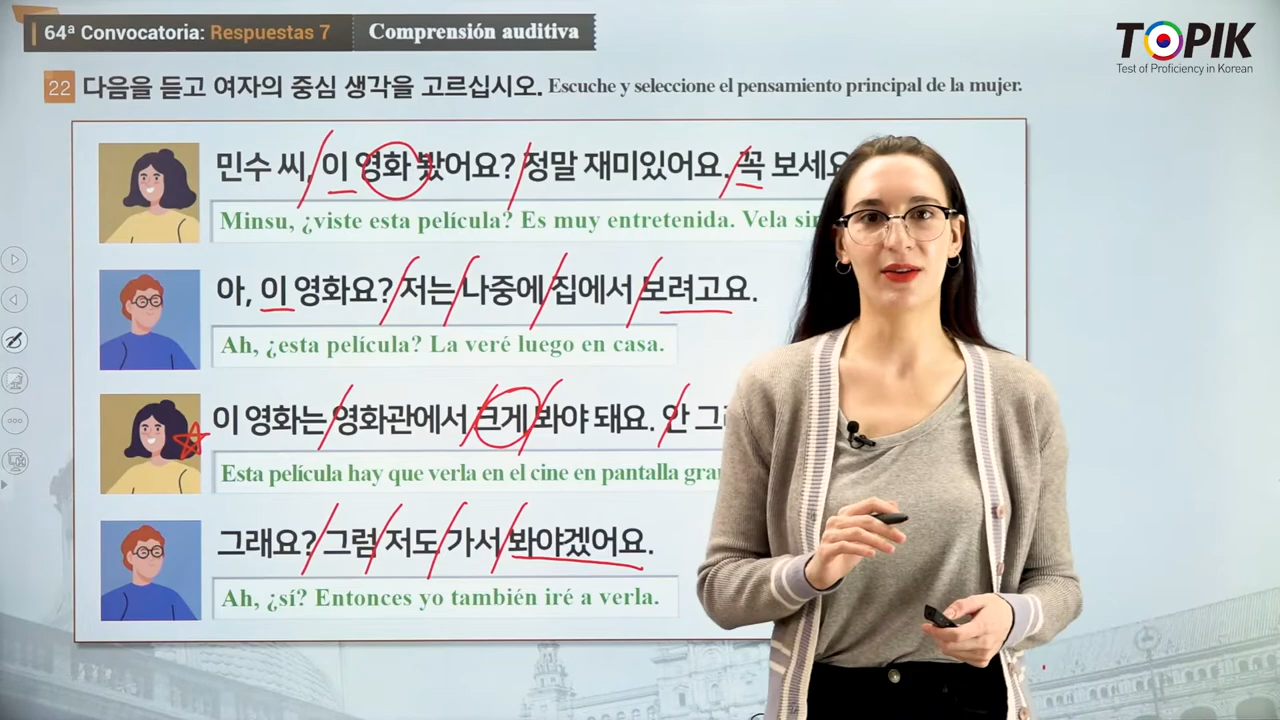 64ª Convocatoria: Respuestas 7 Comprensión auditiva
TOPIK
Test of Proficiency in Korean
22 다음을 듣고 여자의 중심 생각을 고르십시오. Escuche y seleccione el pensamiento principal de la mujer.
민수 씨, 이 영화 봤어요? 정말 재미있어요. 꼭 보세요
Minsu, ¿viste esta película? Es muy entretenida. Vela
아, 이 영화요? 저는 나중에 집에서 보려고요.
Ah, ¿esta película? La veré luego en casa.
이 영화는 영화관에서 크게 봐야 돼요. 안
Esta película hay que verla en el cine en pantalla
그래요? 그럼 저도 가서 봐야겠어요.
Ah, ¿sí? Entonces yo también iré a verla.